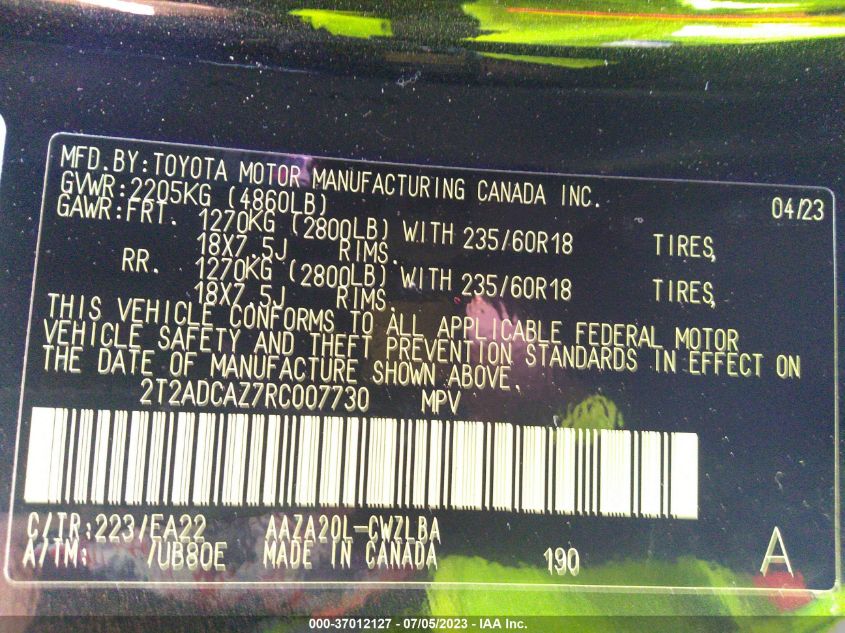 MFD.BY:TOYOTA MOTOR MANUFACTURING CANADA INC. 04/23
GVWR:2205KG (4860LB)
GAWR:FRT. 1270KG (2800LB) WITH 235/60R18 TIRES,
18X7.5J RIMS.
RR. 1270KG (2800LB) WITH 235/60R18 TIRES,
18X7.5J RIMS.
THIS VEHICLE CONFORMS TO ALL APPLICABLE FEDERAL MOTOR
VEHICLE SAFETY AND THEFT PREVENTION STANDARDS IN EFFECT ON
THE DATE OF MANUFACTURE SHOWN ABOVE.
2T2ADCAZ7RC007730 MPV
C/TR:223/EA22 AAZA20L-CWZLBA
A/TM: /UB80E MADE IN CANADA 190 A
000-37012127 - 07/05/2023 - IAA Inc.